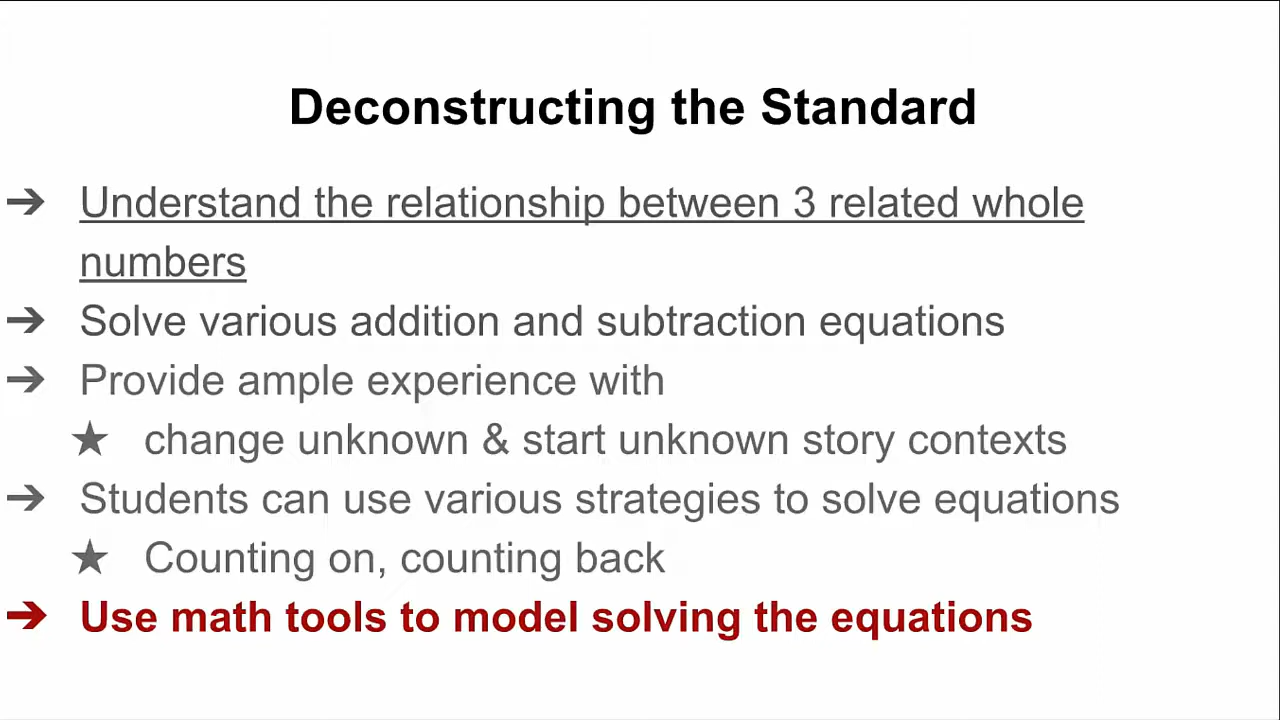 Deconstructing the Standard
➔ Understand the relationship between 3 related whole
numbers
➔ Solve various addition and subtraction equations
➔ Provide ample experience with
★ change unknown & start unknown story contexts
➔ Students can use various strategies to solve equations
★ Counting on, counting back
➔ Use math tools to model solving the equations